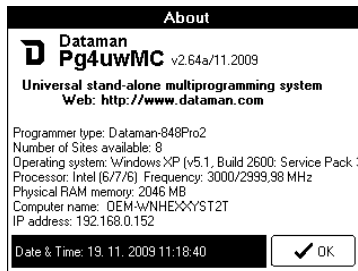 About
Dataman
Pg4uwMC v2.64a/11.2009
Universal stand-alone multiprogramming system
Web: http://www.dataman.com
Programmer type: Dataman-848Pro2
Number of Sites available: 8
Operating system: Windows XP (v5.1, Build 2600: Service Pack 3
Processor: Intel (6/7/6) Frequency: 3000/2999,98 MHz
Physical RAM memory: 2046 MB
Computer name: OEM-WNHEXXYST2T
IP address: 192.168.0.152
Date & Time: 19. 11. 2009 11:18:40
OK